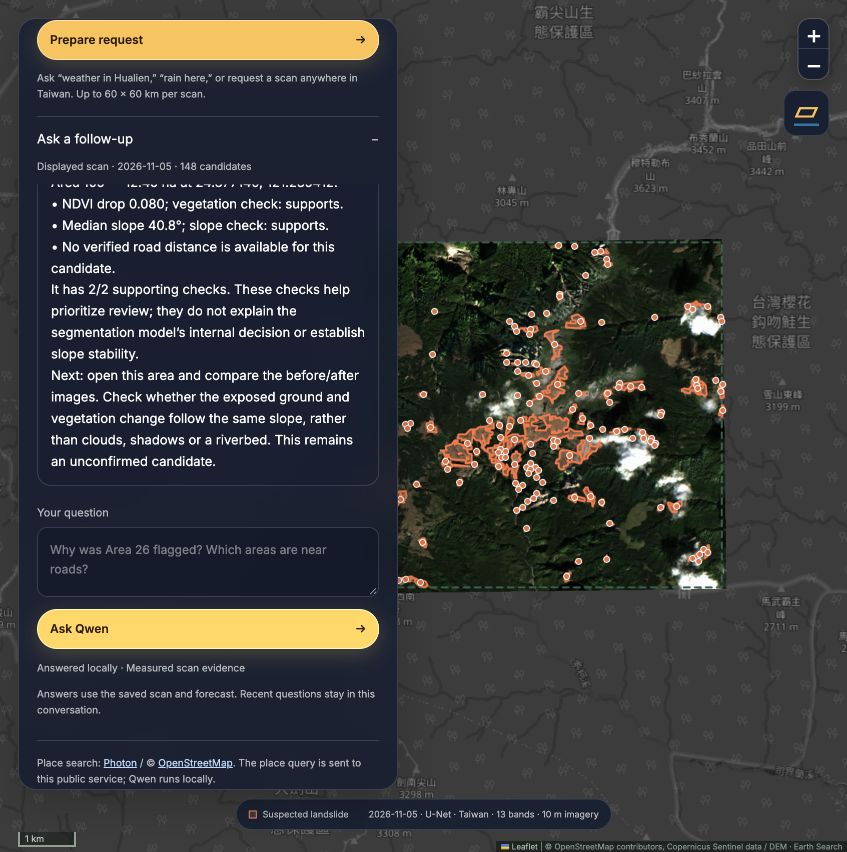 Prepare request →
Ask “weather in Hualien,” “rain here,” or request a scan anywhere in
Taiwan. Up to 60 × 60 km per scan.
Ask a follow-up −
Displayed scan · 2026-11-05 · 148 candidates
• NDVI drop 0.080; vegetation check: supports.
• Median slope 40.8°; slope check: supports.
• No verified road distance is available for this
candidate.
It has 2/2 supporting checks. These checks help
prioritize review; they do not explain the
segmentation model’s internal decision or establish
slope stability.
Next: open this area and compare the before/after
images. Check whether the exposed ground and
vegetation change follow the same slope, rather
than clouds, shadows or a riverbed. This remains
an unconfirmed candidate.
Your question
Why was Area 26 flagged? Which areas are near
roads?
Ask Qwen →
Answered locally · Measured scan evidence
Answers use the saved scan and forecast. Recent questions stay in this
conversation.
Place search: Photon / © OpenStreetMap. The place query is sent to
this public service; Qwen runs locally.
霸尖山生
態保護區
+
−
巴紗拉雲
山
3407 m
布秀蘭山
3452 m
品田山前
峰
3442 m
穆特勒布
山
3623 m
林專山
3045 m
台灣櫻花
鈎吻鮭生
態保護區
雪山東峰
3199 m
馬武霸主
峰
2711 m
劍南尖山
3298 m
3308 m
Suspected landslide 2026-11-05 · U-Net · Taiwan · 13 bands · 10 m imagery
1 km
Leaflet | © OpenStreetMap contributors, Copernicus Sentinel data / DEM · Earth Search